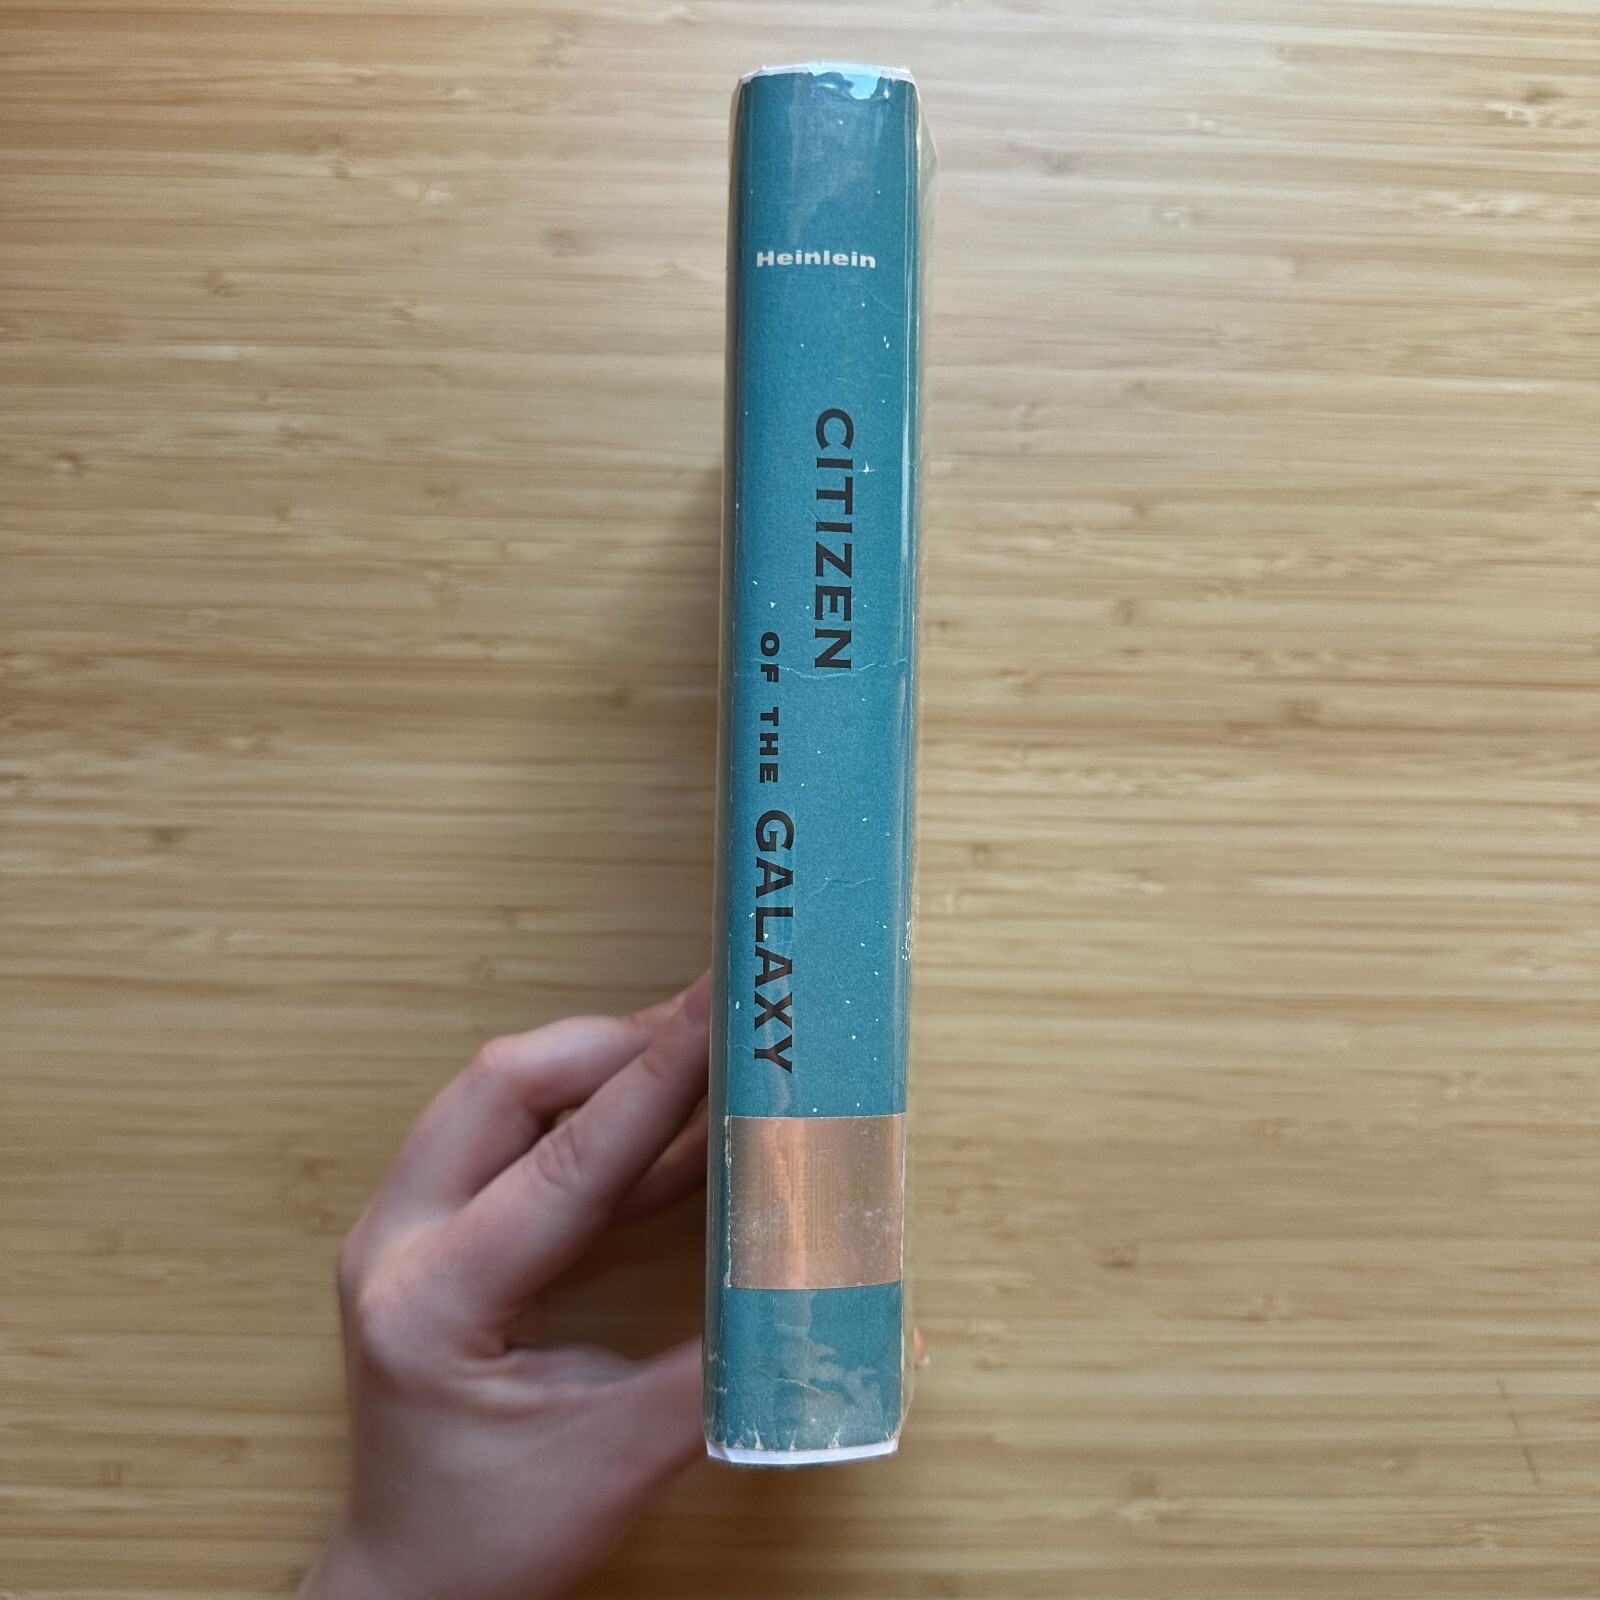 Heinlein
CITIZEN
OF THE GALAXY